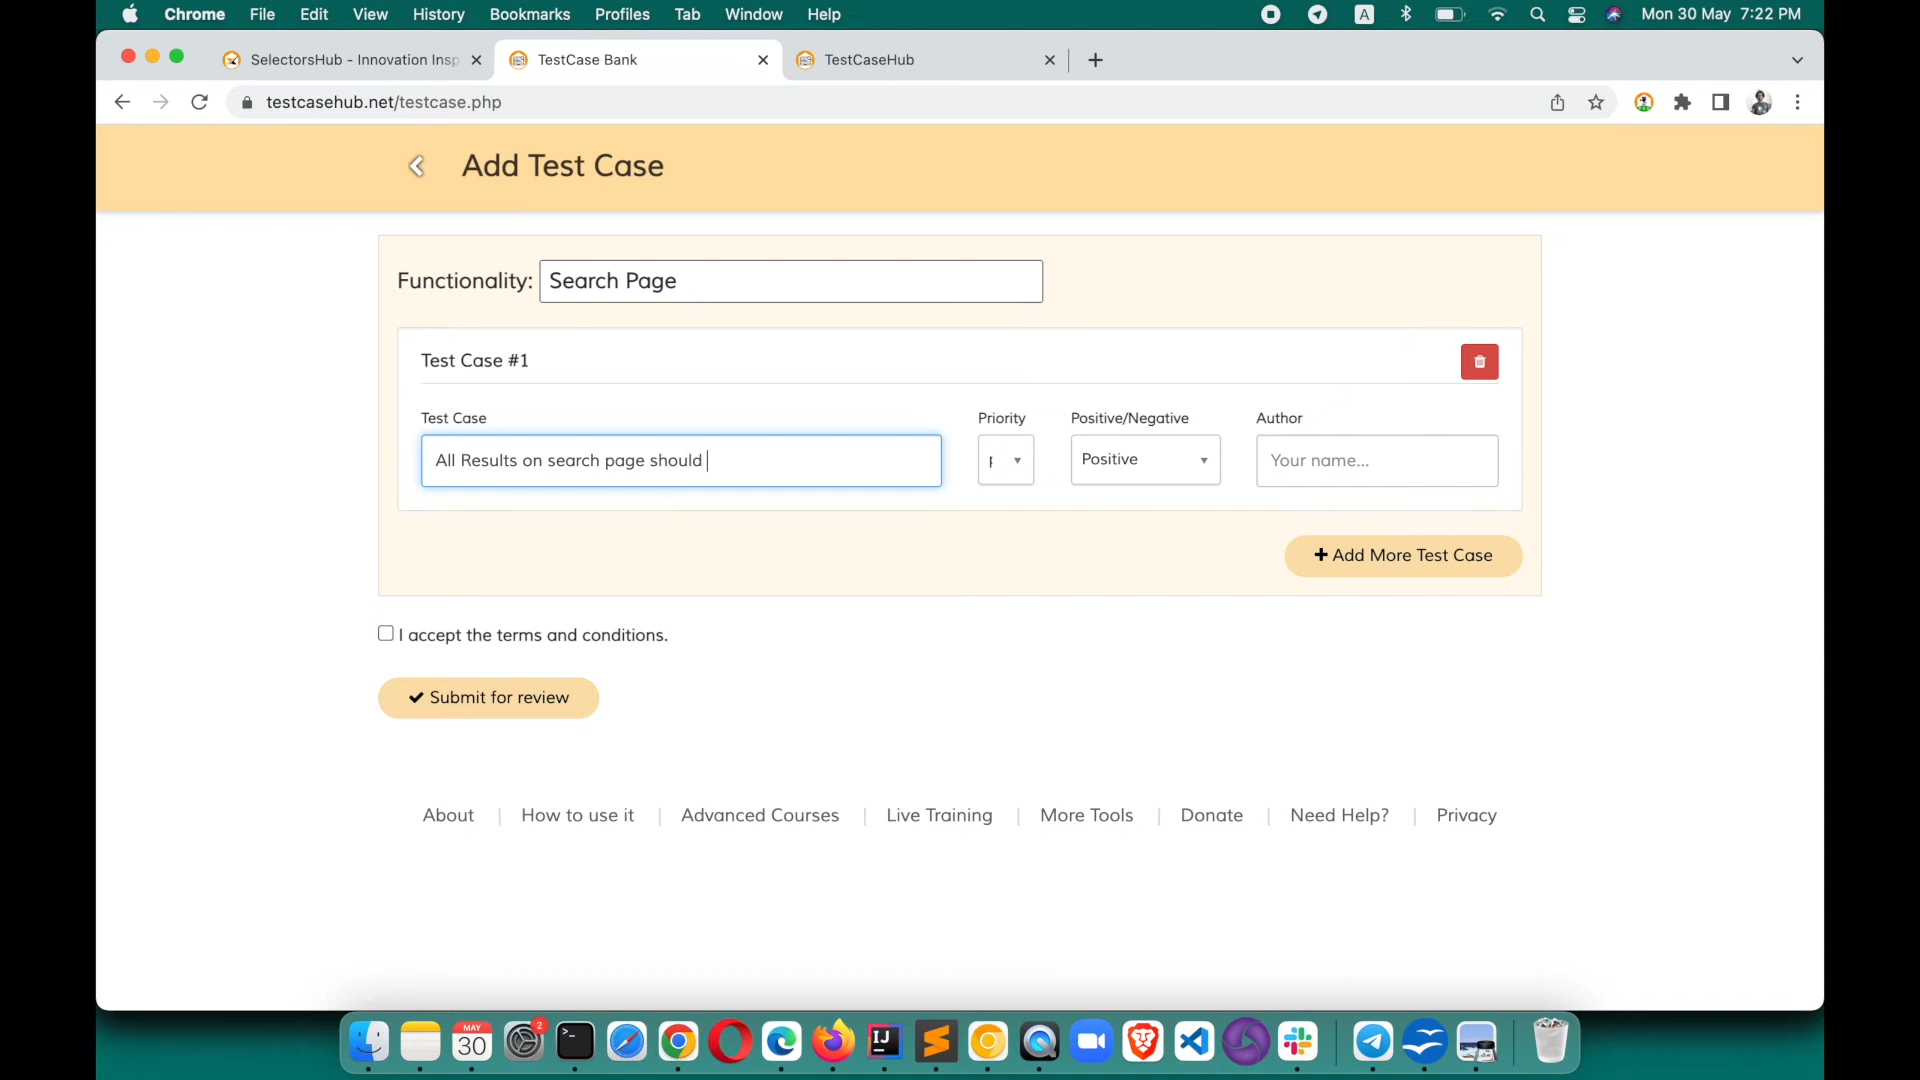 Chrome File Edit View History Bookmarks Profiles Tab Window Help A Mon 30 May 7:22 PM
SelectorsHub - Innovation Insp TestCase Bank TestCaseHub
testcasehub.net/testcase.php
Add Test Case
Functionality: Search Page
Test Case #1
Test Case Priority Positive/Negative Author
All Results on search page should Positive Your name...
Add More Test Case
I accept the terms and conditions.
Submit for review
About | How to use it | Advanced Courses | Live Training | More Tools | Donate | Need Help? | Privacy
MAY 2 >_ IJ
30